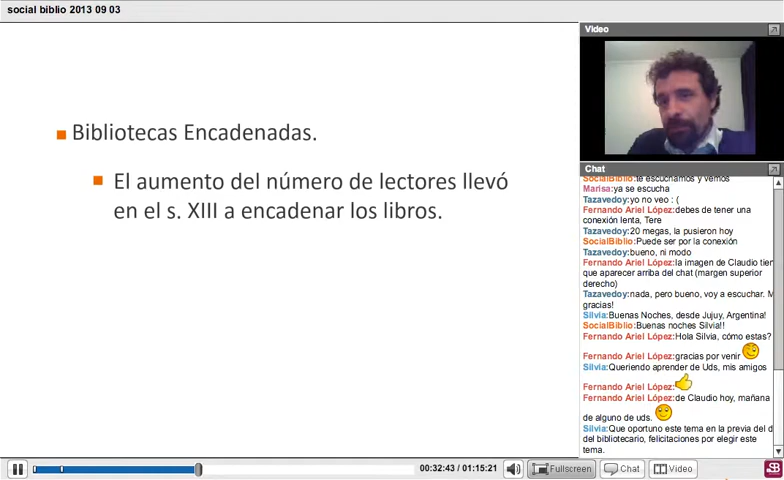 social biblio 2013 09 03
Bibliotecas Encadenadas.
El aumento del número de lectores llevó
en el s. XIII a encadenar los libros.
Video
Chat
SocialBiblio:te escuchamos y vemos
Marisa:ya se escucha
Tazavedoy:yo no veo : (
Fernando Ariel López:debes de tener una
conexión lenta, Tere
Tazavedoy:20 megas, la pusieron hoy
SocialBiblio:Puede ser por la conexión
Tazavedoy:bueno, ni modo
Fernando Ariel López:la imagen de Claudio tien
que aparecer arriba del chat (margen superior
derecho)
Tazavedoy:nada, pero bueno, voy a escuchar. M
gracias!
Silvia:Buenas Noches, desde Jujuy, Argentina!
SocialBiblio:Buenas noches Silvia!!
Fernando Ariel López:Hola Silvia, cómo estas?
Fernando Ariel López:gracias por venir
Silvia:Queriendo aprender de Uds, mis amigos
Fernando Ariel López:
Fernando Ariel López:de Claudio hoy, mañana
de alguno de uds.
Silvia:Que oportuno este tema en la previa del d
del bibliotecario, felicitaciones por elegir este
tema.
00:32:43 / 01:15:21
Fullscreen
Chat
Video
SB